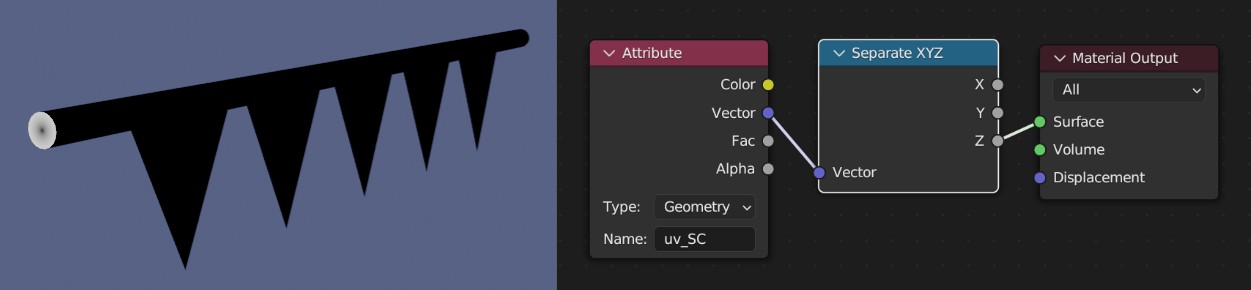 Attribute
Color
Vector
Fac
Alpha
Type: Geometry
Name: uv_SC
Separate XYZ
X
Y
Z
Vector
Material Output
All
Surface
Volume
Displacement